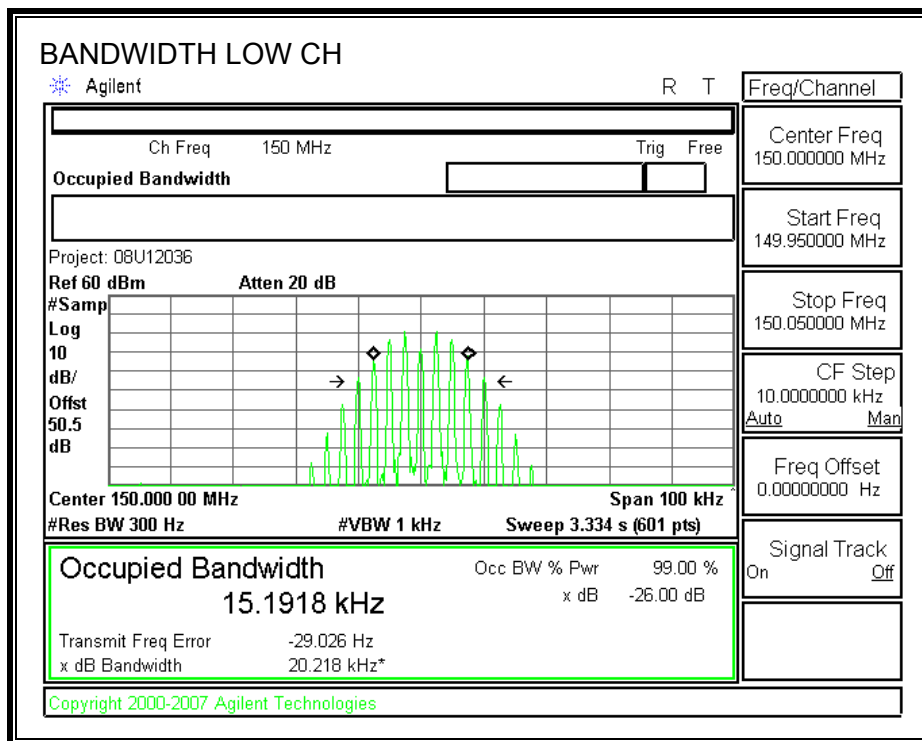 BANDWIDTH LOW CH
Agilent R T
Ch Freq 150 MHz Trig Free
Occupied Bandwidth
Project: 08U12036
Ref 60 dBm Atten 20 dB
#Samp
Log
10
dB/
Offst
50.5
dB
Center 150.000 00 MHz Span 100 kHz
#Res BW 300 Hz #VBW 1 kHz Sweep 3.334 s (601 pts)
Occupied Bandwidth Occ BW % Pwr 99.00 %
15.1918 kHz x dB -26.00 dB
Transmit Freq Error -29.026 Hz
x dB Bandwidth 20.218 kHz*
Copyright 2000-2007 Agilent Technologies
Freq/Channel
Center Freq
150.000000 MHz
Start Freq
149.950000 MHz
Stop Freq
150.050000 MHz
CF Step
10.0000000 kHz
Auto Man
Freq Offset
0.00000000 Hz
Signal Track
On Off